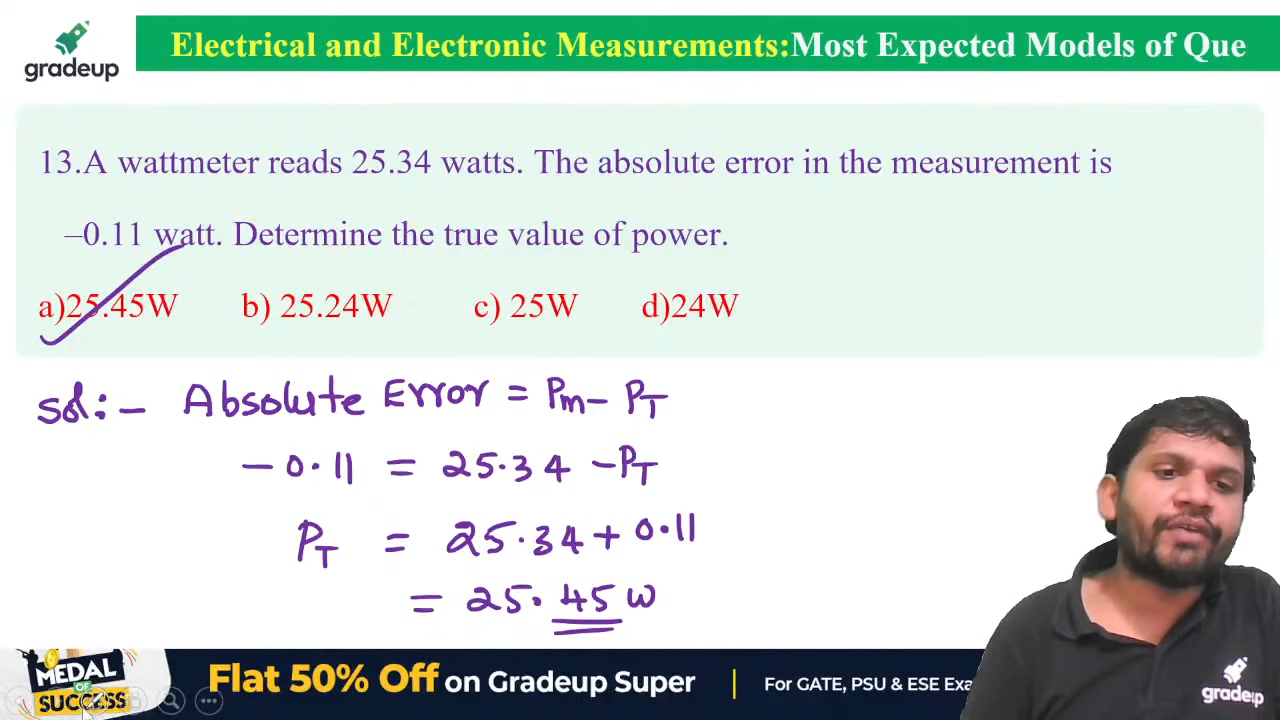 gradeup
Electrical and Electronic Measurements:Most Expected Models of Que
13.A wattmeter reads 25.34 watts. The absolute error in the measurement is
–0.11 watt. Determine the true value of power.
a)25.45W b) 25.24W c) 25W d)24W
Sol:- Absolute Error = Pm - PT
- 0.11 = 25.34 - PT
PT = 25.34 + 0.11
= 25.45 W
gradeup
MEDAL
OF
SUCCESS
Flat 50% Off on Gradeup Super
For GATE, PSU & ESE Exa